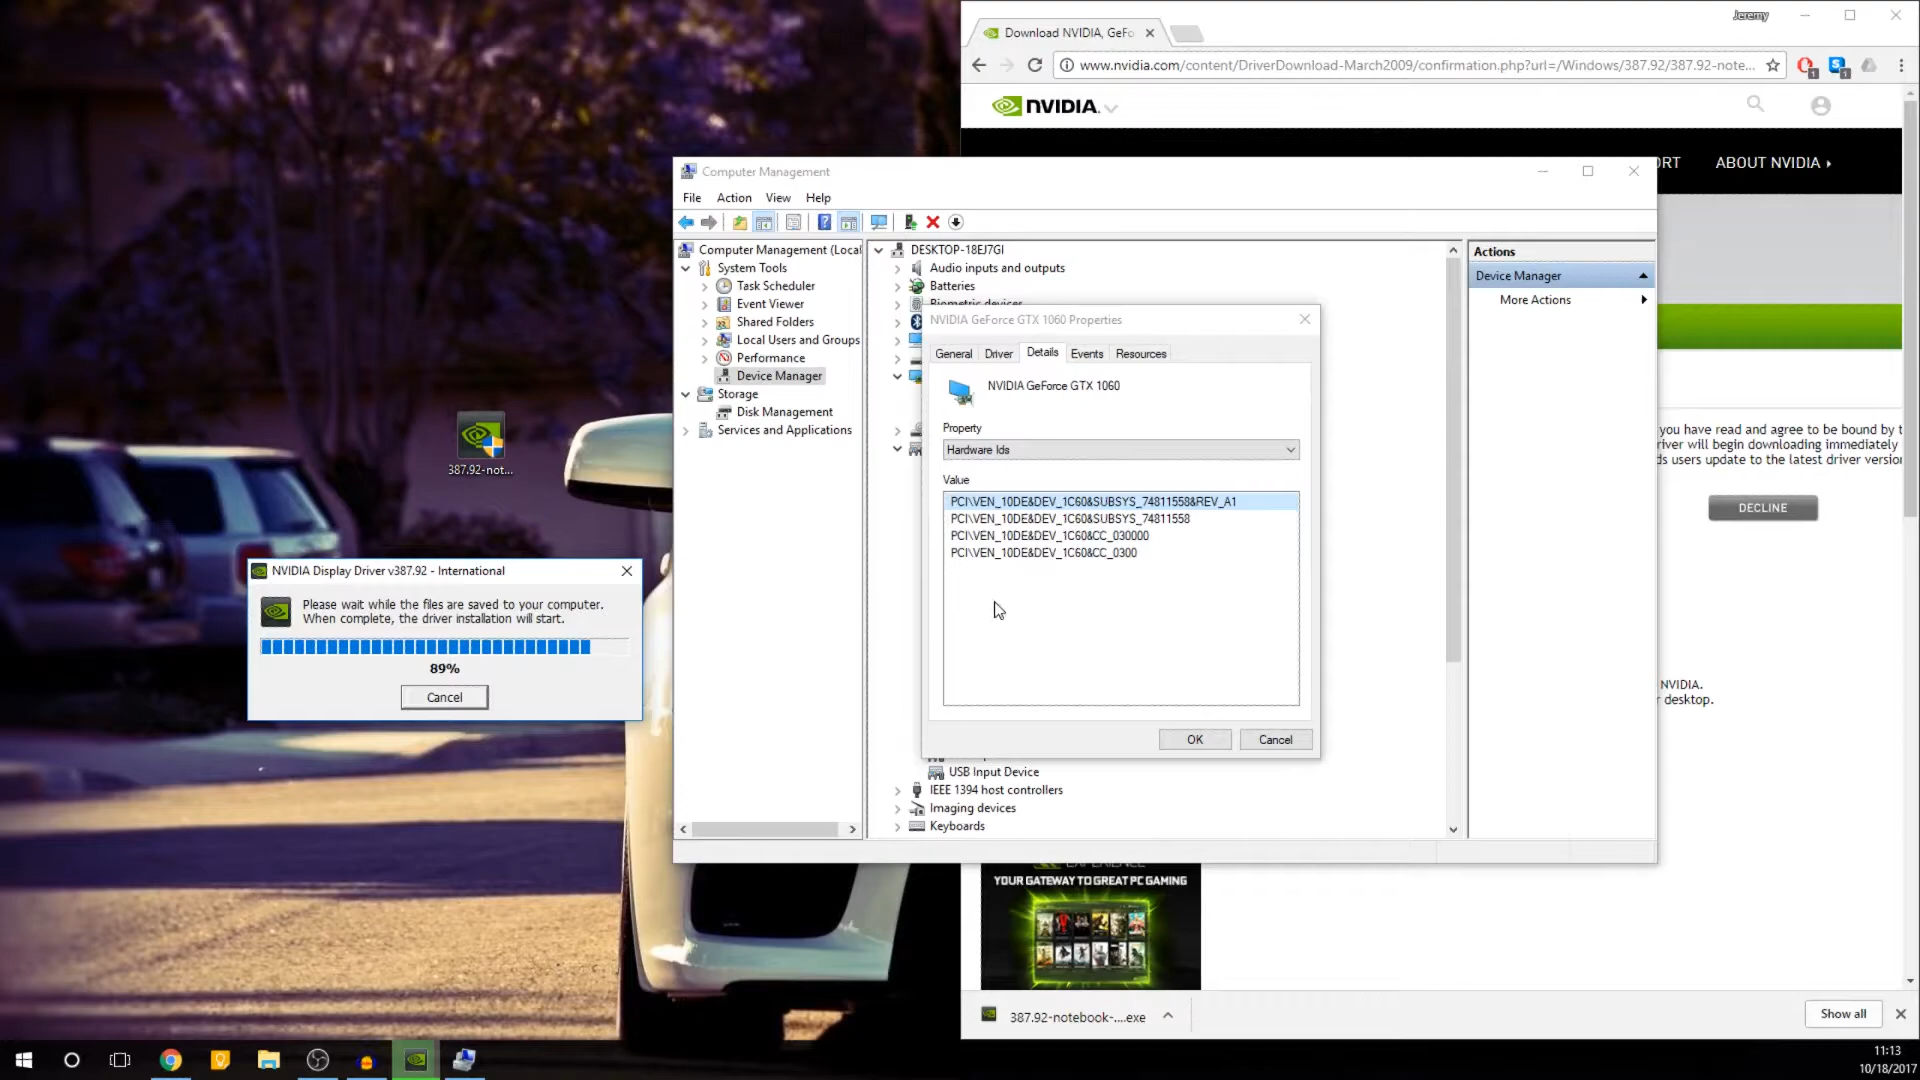 Jeremy
Download NVIDIA, GeFo
www.nvidia.com/content/DriverDownload-March2009/confirmation.php?url=/Windows/387.92/387.92-note...
NVIDIA.
ORT
ABOUT NVIDIA
Computer Management
File Action View Help
Computer Management (Local
System Tools
Task Scheduler
Event Viewer
Shared Folders
Local Users and Groups
Performance
Device Manager
Storage
Disk Management
Services and Applications
DESKTOP-18EJ7GI
Audio inputs and outputs
Batteries
Biometric devices
NVIDIA GeForce GTX 1060 Properties
General Driver Details Events Resources
NVIDIA GeForce GTX 1060
Property
Hardware Ids
Value
PCI\VEN_10DE&DEV_1C60&SUBSYS_74811558&REV_A1
PCI\VEN_10DE&DEV_1C60&SUBSYS_74811558
PCI\VEN_10DE&DEV_1C60&CC_030000
PCI\VEN_10DE&DEV_1C60&CC_0300
OK Cancel
USB Input Device
IEEE 1394 host controllers
Imaging devices
Keyboards
Actions
Device Manager
More Actions
you have read and agree to be bound by t
river will begin downloading immediately
ds users update to the latest driver version
DECLINE
NVIDIA.
r desktop.
387.92-not...
NVIDIA Display Driver v387.92 - International
Please wait while the files are saved to your computer.
When complete, the driver installation will start.
89%
Cancel
EXPERIENCE
YOUR GATEWAY TO GREAT PC GAMING
387.92-notebook-....exe
Show all
11:13
10/18/2017